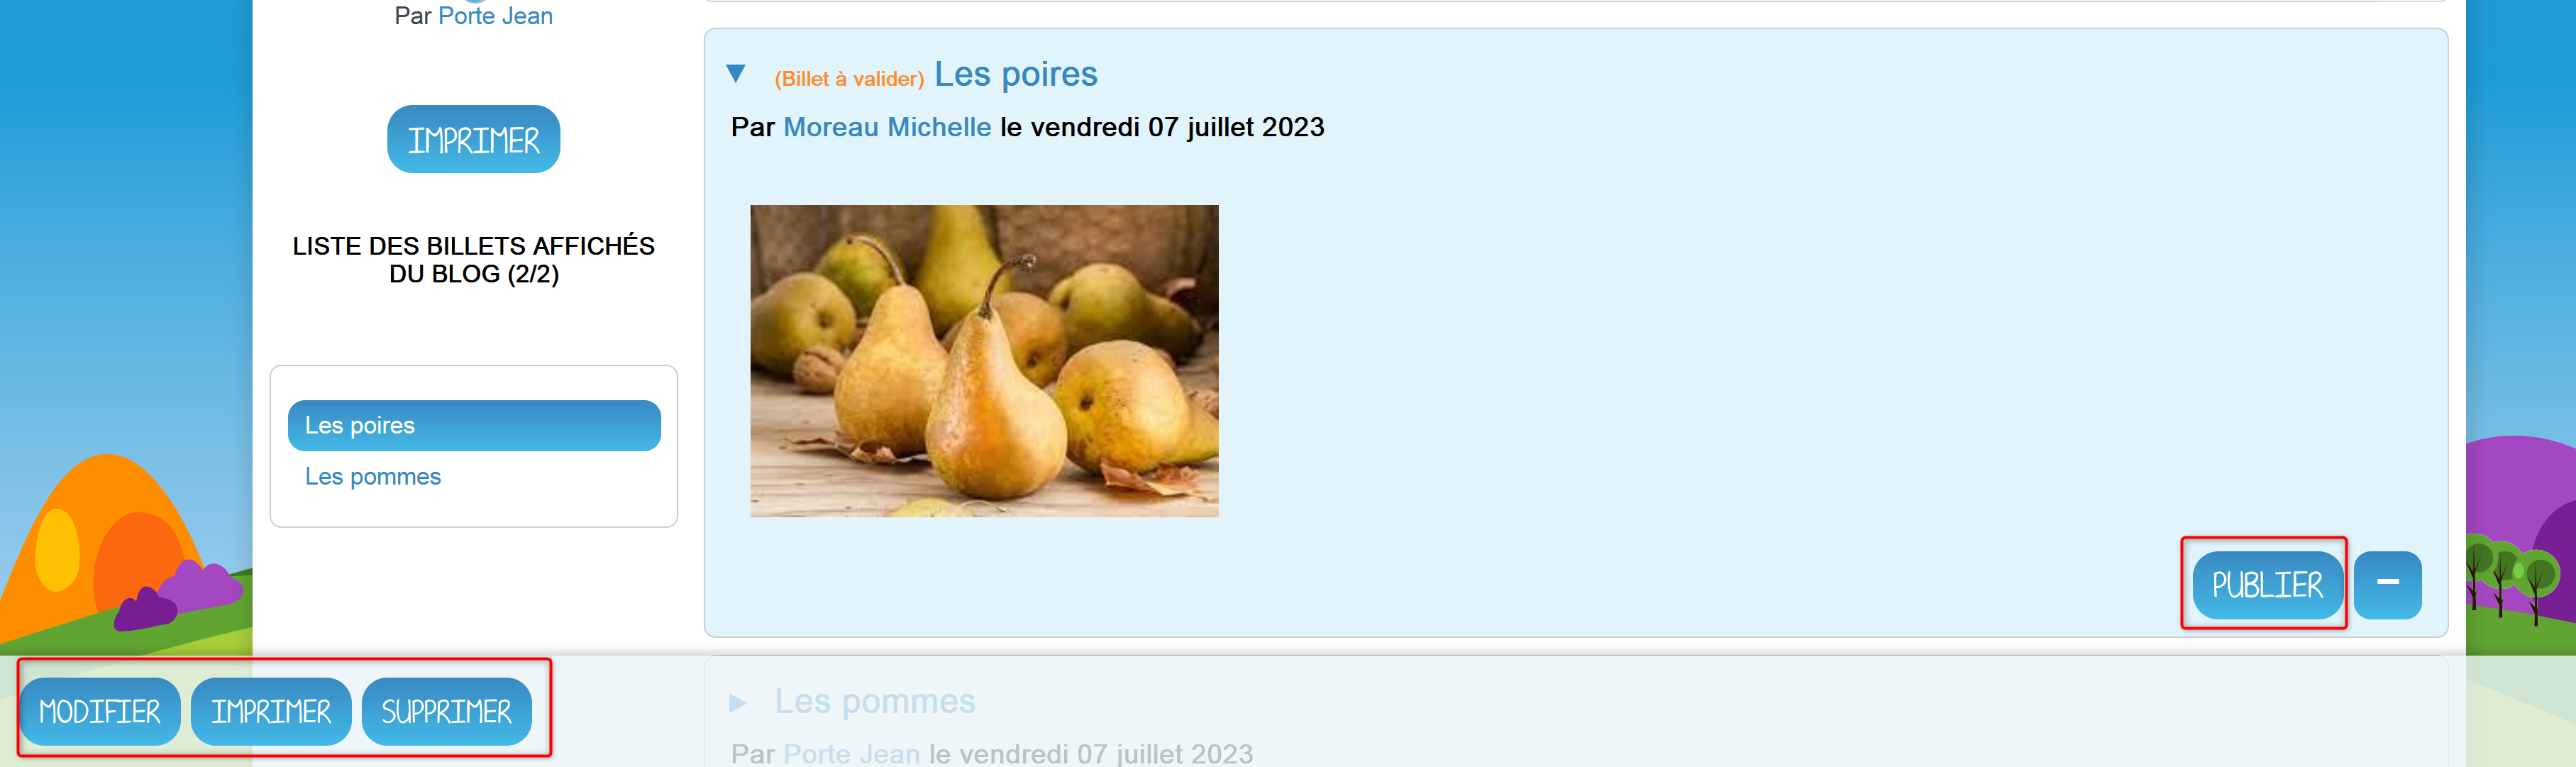 Par Porte Jean
IMPRIMER
LISTE DES BILLETS AFFICHÉS
DU BLOG (2/2)
Les poires
Les pommes
(Billet à valider) Les poires
Par Moreau Michelle le vendredi 07 juillet 2023
PUBLIER
Les pommes
Par Porte Jean le vendredi 07 juillet 2023
MODIFIER
IMPRIMER
SUPPRIMER